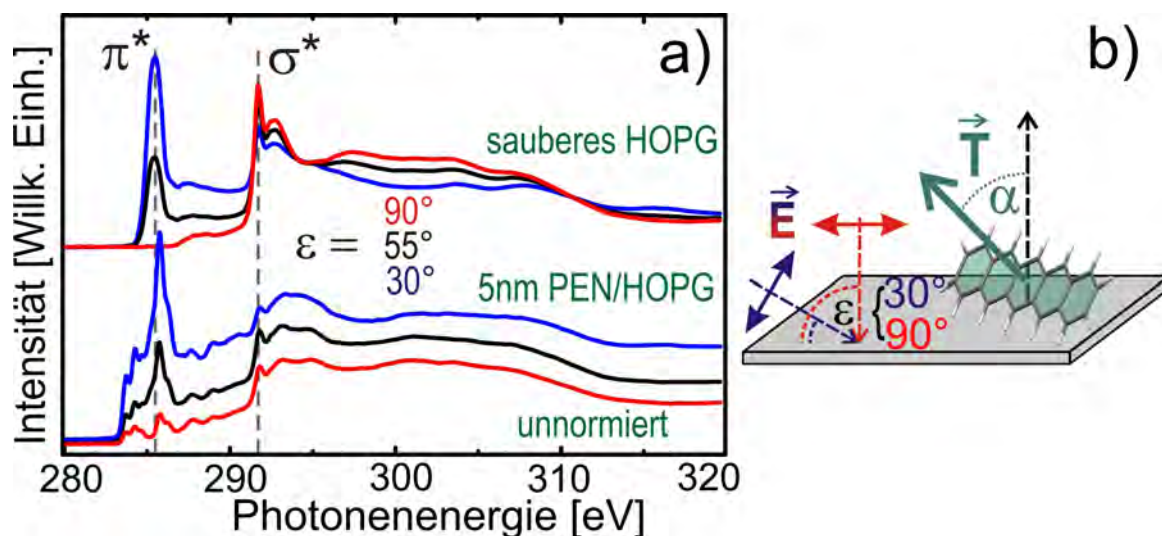 π* σ* a)
sauberes HOPG
ε = 90°
55°
30°
5nm PEN/HOPG
unnormiert
Intensität [Willk. Einh.]
280 290 300 310 320
Photonenenergie [eV]
b)
T
α
E
ε { 30°
90°